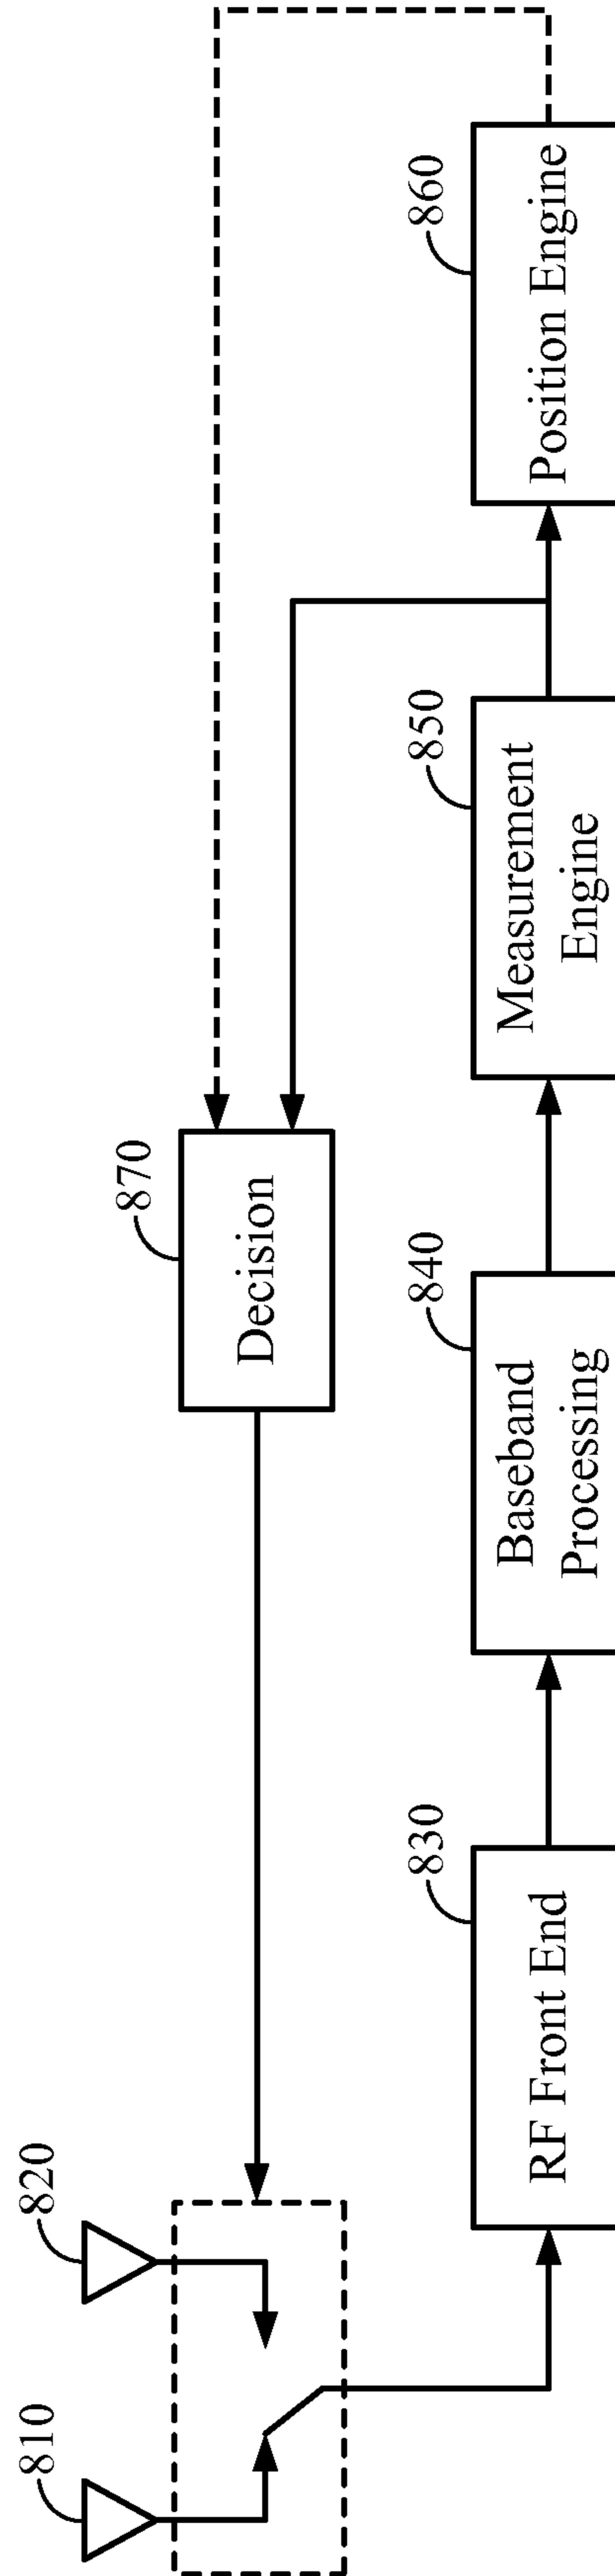 810
820
870
Decision
830
RF Front End
840
Baseband
Processing
850
Measurement
Engine
860
Position Engine